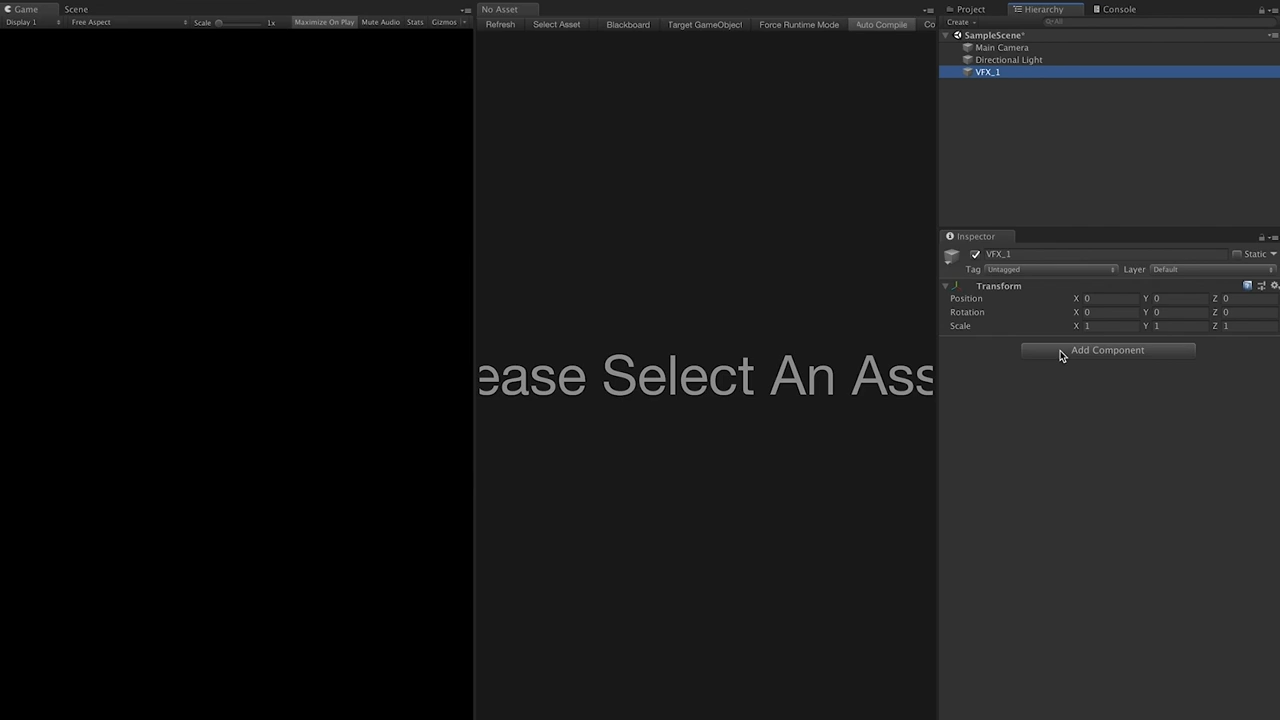 Game Scene
Display 1 Free Aspect Scale 1x Maximize On Play Mute Audio Stats Gizmos
No Asset
Refresh Select Asset Blackboard Target GameObject Force Runtime Mode Auto Compile Co
ease Select An Ass
Project Hierarchy Console
Create All
SampleScene*
Main Camera
Directional Light
VFX_1
Inspector
VFX_1 Static
Tag Untagged Layer Default
Transform
Position X 0 Y 0 Z 0
Rotation X 0 Y 0 Z 0
Scale X 1 Y 1 Z 1
Add Component